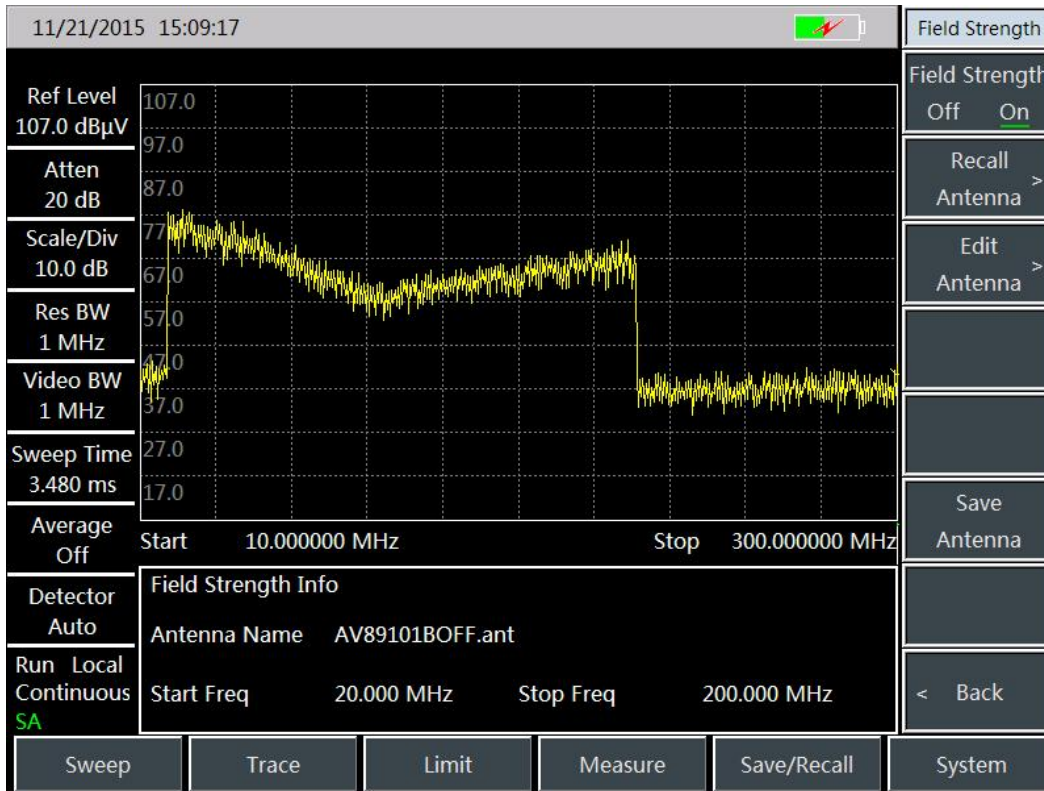 11/21/2015 15:09:17
Field Strength
Ref Level
107.0 dBµV
Atten
20 dB
Scale/Div
10.0 dB
Res BW
1 MHz
Video BW
1 MHz
Sweep Time
3.480 ms
Average
Off
Detector
Auto
Run Local
Continuous
SA
107.0
97.0
87.0
77
67.0
57.0
47.0
37.0
27.0
17.0
Start 10.000000 MHz Stop 300.000000 MHz
Field Strength Info
Antenna Name AV89101BOFF.ant
Start Freq 20.000 MHz Stop Freq 200.000 MHz
Field Strength
Off On
Recall
Antenna >
Edit
Antenna >
Save
Antenna
< Back
Sweep Trace Limit Measure Save/Recall System